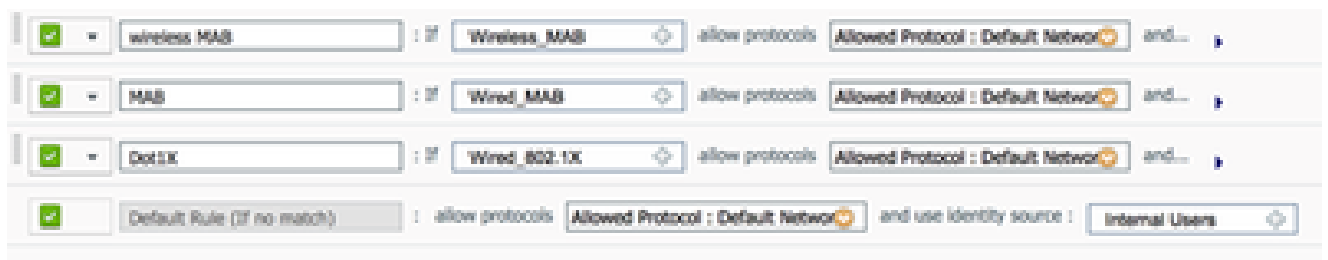 wireless MAB : If Wireless_MAB allow protocols Allowed Protocol : Default Networ and...
MAB : If Wired_MAB allow protocols Allowed Protocol : Default Networ and...
Dot1X : If Wired_802.1X allow protocols Allowed Protocol : Default Networ and...
Default Rule (If no match) : allow protocols Allowed Protocol : Default Networ and use identity source : Internal Users